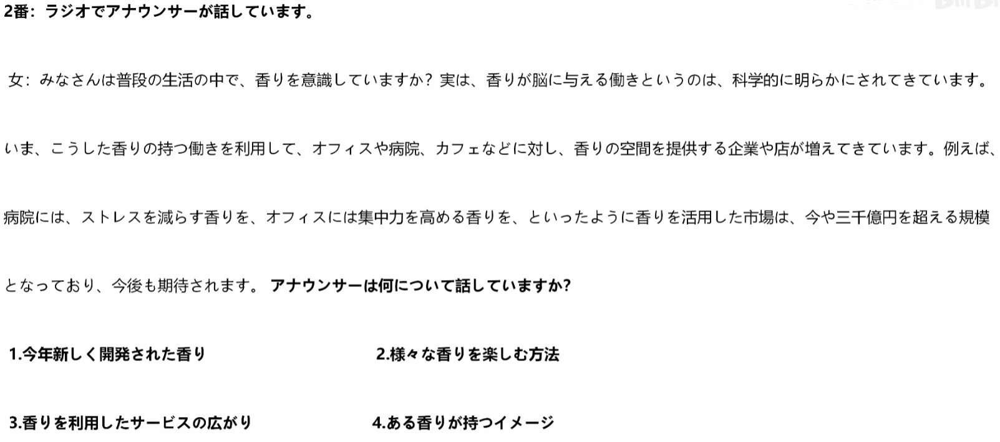 2番：ラジオでアナウンサーが話しています。
女：みなさんは普段の生活の中で、香りを意識していますか？実は、香りが脳に与える働きというのは、科学的に明らかにされてきています。
いま、こうした香りの持つ働きを利用して、オフィスや病院、カフェなどに対し、香りの空間を提供する企業や店が増えてきています。例えば、
病院には、ストレスを減らす香りを、オフィスには集中力を高める香りを、といったように香りを活用した市場は、今や三千億円を超える規模
となっており、今後も期待されます。 アナウンサーは何について話していますか？
1.今年新しく開発された香り 2.様々な香りを楽しむ方法
3.香りを利用したサービスの広がり 4.ある香りが持つイメージ